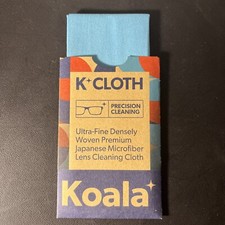 K+CLOTH
PRECISION
CLEANING
Ultra-Fine Densely
Woven Premium
Japanese Microfiber
Lens Cleaning Cloth
Koala+